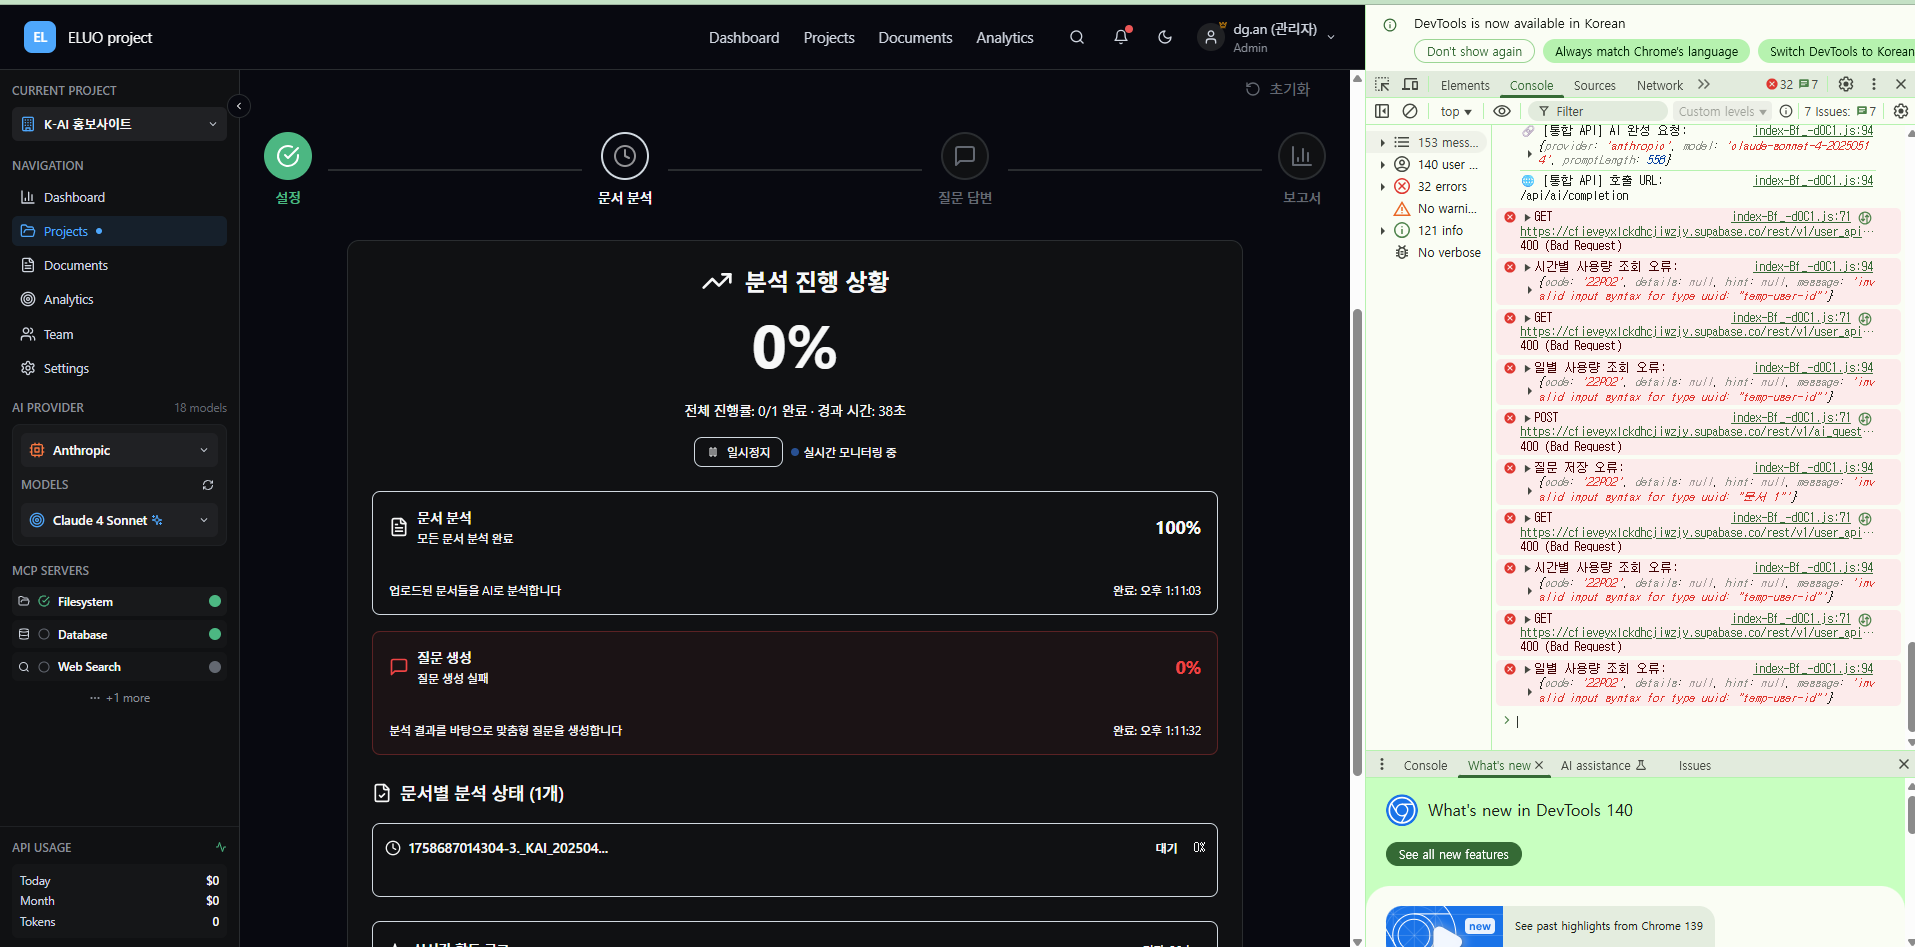 EL
ELUO project
Dashboard
Projects
Documents
Analytics
dg.an (관리자)
Admin
CURRENT PROJECT
K-AI 홍보사이트
NAVIGATION
Dashboard
Projects
Documents
Analytics
Team
Settings
AI PROVIDER
18 models
Anthropic
MODELS
Claude 4 Sonnet
MCP SERVERS
Filesystem
Database
Web Search
··· +1 more
API USAGE
Today $0
Month $0
Tokens 0
초기화
설정
문서 분석
질문 답변
보고서
분석 진행 상황
0%
전체 진행률: 0/1 완료 · 경과 시간: 38초
일시정지
실시간 모니터링 중
문서 분석
모든 문서 분석 완료
100%
업로드된 문서들을 AI로 분석합니다
완료: 오후 1:11:03
질문 생성
질문 생성 실패
0%
분석 결과를 바탕으로 맞춤형 질문을 생성합니다
완료: 오후 1:11:32
문서별 분석 상태 (1개)
1758687014304-3._KAI_202504...
대기 0%
DevTools is now available in Korean
Don't show again
Always match Chrome's language
Switch DevTools to Korean
Elements
Console
Sources
Network
32
7
top
Filter
Custom levels
7 Issues:
7
153 mess...
140 user ...
32 errors
No warni...
121 info
No verbose
[통합 API] AI 완성 요청: index-Bf_-d0C1.js:94
{provider: 'anthropic', model: 'claude-sonnet-4-2025051
4', promptLength: 556}
[통합 API] 호출 URL: index-Bf_-d0C1.js:94
/api/ai/completion
GET index-Bf_-d0C1.js:71
https://cfieveyxlckdhcjiwzjy.supabase.co/rest/v1/user_api…
400 (Bad Request)
시간별 사용량 조회 오류: index-Bf_-d0C1.js:94
{code: '22P02', details: null, hint: null, message: 'inv
alid input syntax for type uuid: "temp-user-id"'}
GET index-Bf_-d0C1.js:71
https://cfieveyxlckdhcjiwzjy.supabase.co/rest/v1/user_api…
400 (Bad Request)
일별 사용량 조회 오류: index-Bf_-d0C1.js:94
{code: '22P02', details: null, hint: null, message: 'inv
alid input syntax for type uuid: "temp-user-id"'}
POST index-Bf_-d0C1.js:71
https://cfieveyxlckdhcjiwzjy.supabase.co/rest/v1/ai_quest…
400 (Bad Request)
질문 저장 오류: index-Bf_-d0C1.js:94
{code: '22P02', details: null, hint: null, message: 'inv
alid input syntax for type uuid: "문서 1"'}
GET index-Bf_-d0C1.js:71
https://cfieveyxlckdhcjiwzjy.supabase.co/rest/v1/user_api…
400 (Bad Request)
시간별 사용량 조회 오류: index-Bf_-d0C1.js:94
{code: '22P02', details: null, hint: null, message: 'inv
alid input syntax for type uuid: "temp-user-id"'}
GET index-Bf_-d0C1.js:71
https://cfieveyxlckdhcjiwzjy.supabase.co/rest/v1/user_api…
400 (Bad Request)
일별 사용량 조회 오류: index-Bf_-d0C1.js:94
{code: '22P02', details: null, hint: null, message: 'inv
alid input syntax for type uuid: "temp-user-id"'}
Console
What's new
AI assistance
Issues
What's new in DevTools 140
See all new features
new
See past highlights from Chrome 139